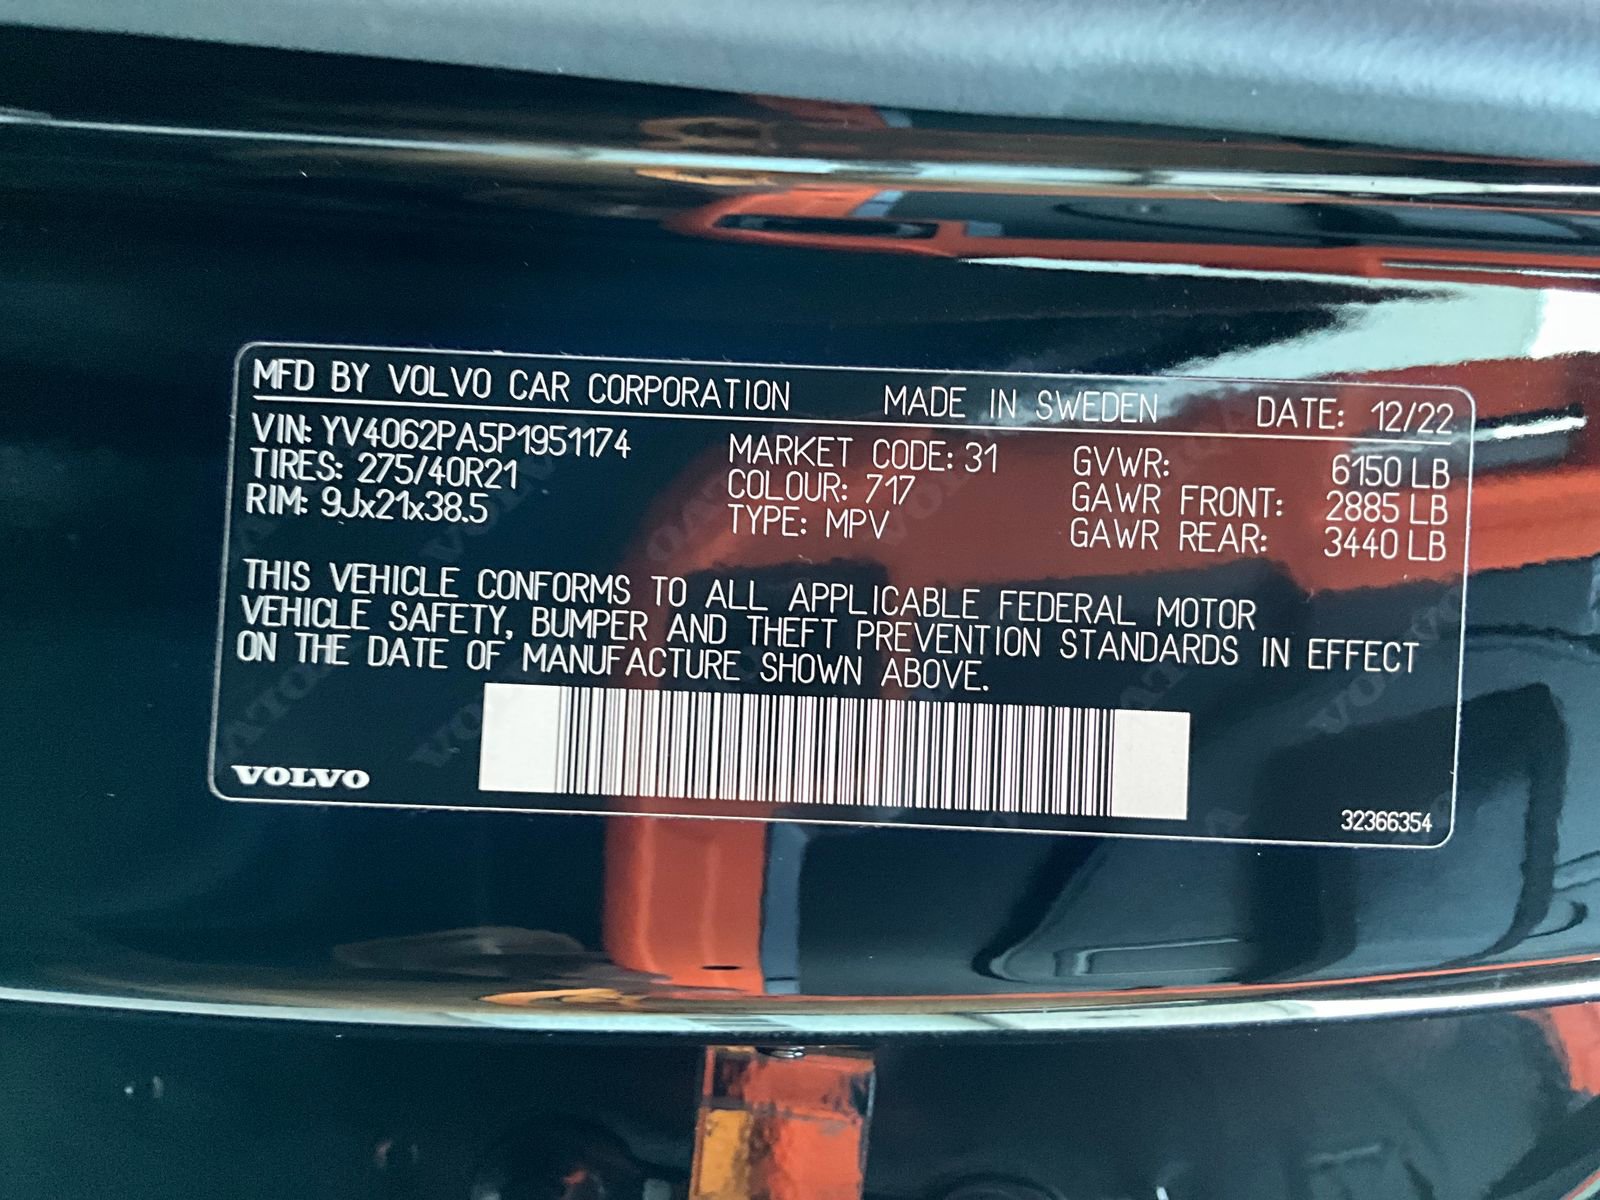 MFD BY VOLVO CAR CORPORATION MADE IN SWEDEN DATE: 12/22
VIN: YV4062PA5P1951174 MARKET CODE: 31 GVWR: 6150 LB
TIRES: 275/40R21 COLOUR: 717 GAWR FRONT: 2885 LB
RIM: 9Jx21x38.5 TYPE: MPV GAWR REAR: 3440 LB
THIS VEHICLE CONFORMS TO ALL APPLICABLE FEDERAL MOTOR
VEHICLE SAFETY, BUMPER AND THEFT PREVENTION STANDARDS IN EFFECT
ON THE DATE OF MANUFACTURE SHOWN ABOVE.
VOLVO
32366354